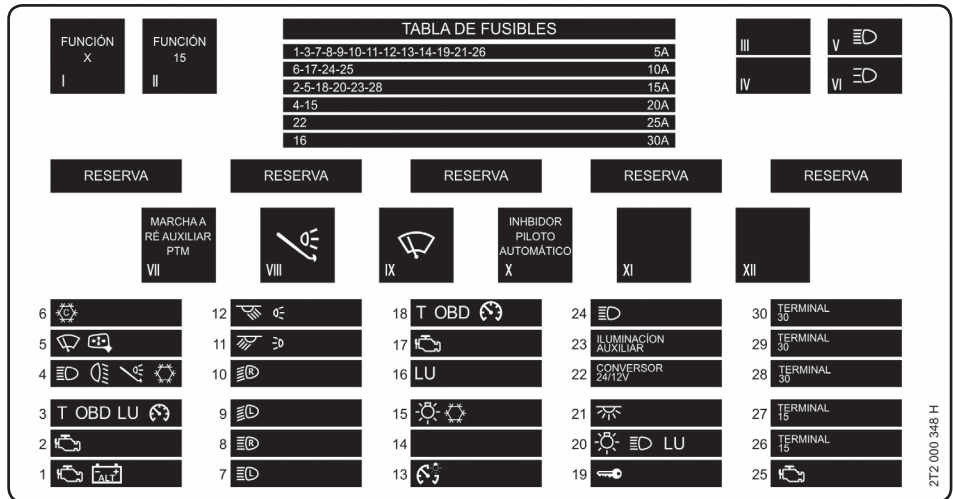 TABLA DE FUSIBLES
FUNCIÓN
X
I
FUNCIÓN
15
II
1-3-7-8-9-10-11-12-13-14-19-21-26 5A
6-17-24-25 10A
2-5-18-20-23-28 15A
4-15 20A
22 25A
16 30A
III
IV
V
VI
RESERVA RESERVA RESERVA RESERVA RESERVA
MARCHA A
RÉ AUXILIAR
PTM
VII
VIII
IX
INHBIDOR
PILOTO
AUTOMÁTICO
X
XI
XII
6 C
5
4
3 T OBD LU
2
1 ALT
12
11
10 R
9 L
8 R
7 L
18 T OBD
17
16 LU
15
14
13
24
23 ILUMINACÍON
AUXILIAR
22 CONVERSOR
24/12V
21
20 LU
19
30 TERMINAL
30
29 TERMINAL
30
28 TERMINAL
30
27 TERMINAL
15
26 TERMINAL
15
25
2T2 000 348 H